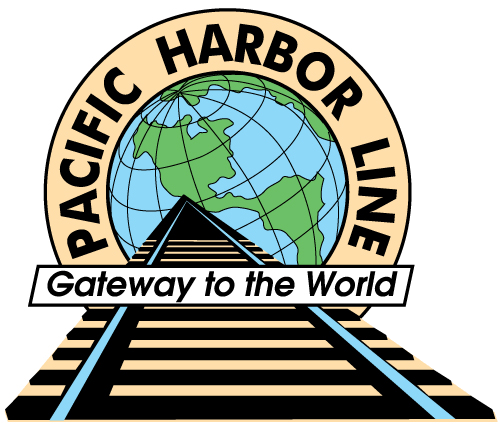 PACIFIC HARBOR LINE
Gateway to the World